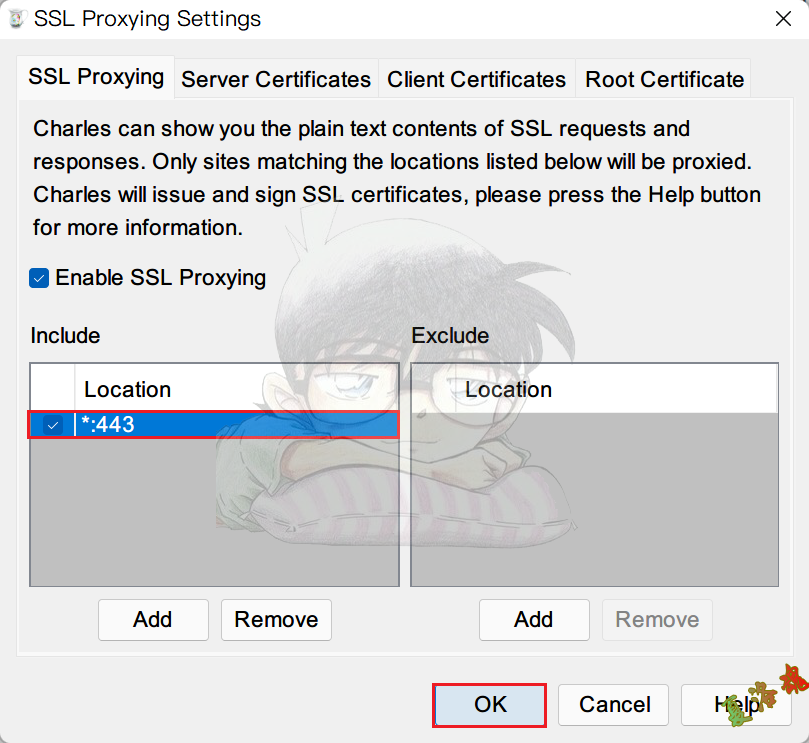 SSL Proxying Settings
SSL Proxying Server Certificates Client Certificates Root Certificate
Charles can show you the plain text contents of SSL requests and
responses. Only sites matching the locations listed below will be proxied.
Charles will issue and sign SSL certificates, please press the Help button
for more information.
Enable SSL Proxying
Include Exclude
Location Location
*:443
Add Remove Add Remove
OK Cancel Help